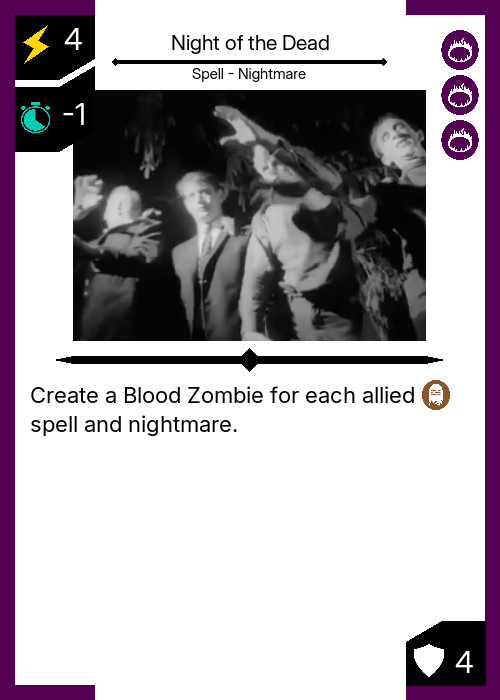 4
Night of the Dead
Spell - Nightmare
-1
Create a Blood Zombie for each allied
spell and nightmare.
4